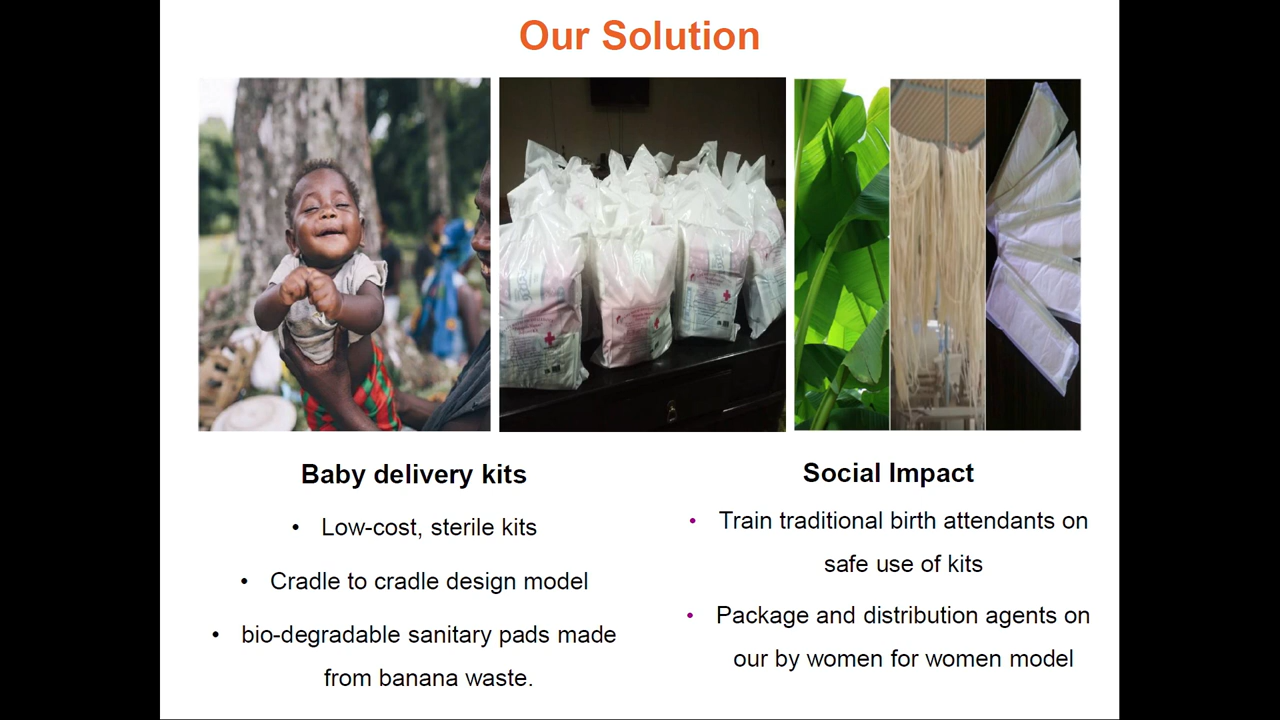 Our Solution
Baby delivery kits
• Low-cost, sterile kits
• Cradle to cradle design model
• bio-degradable sanitary pads made
from banana waste.
Social Impact
• Train traditional birth attendants on
safe use of kits
• Package and distribution agents on
our by women for women model